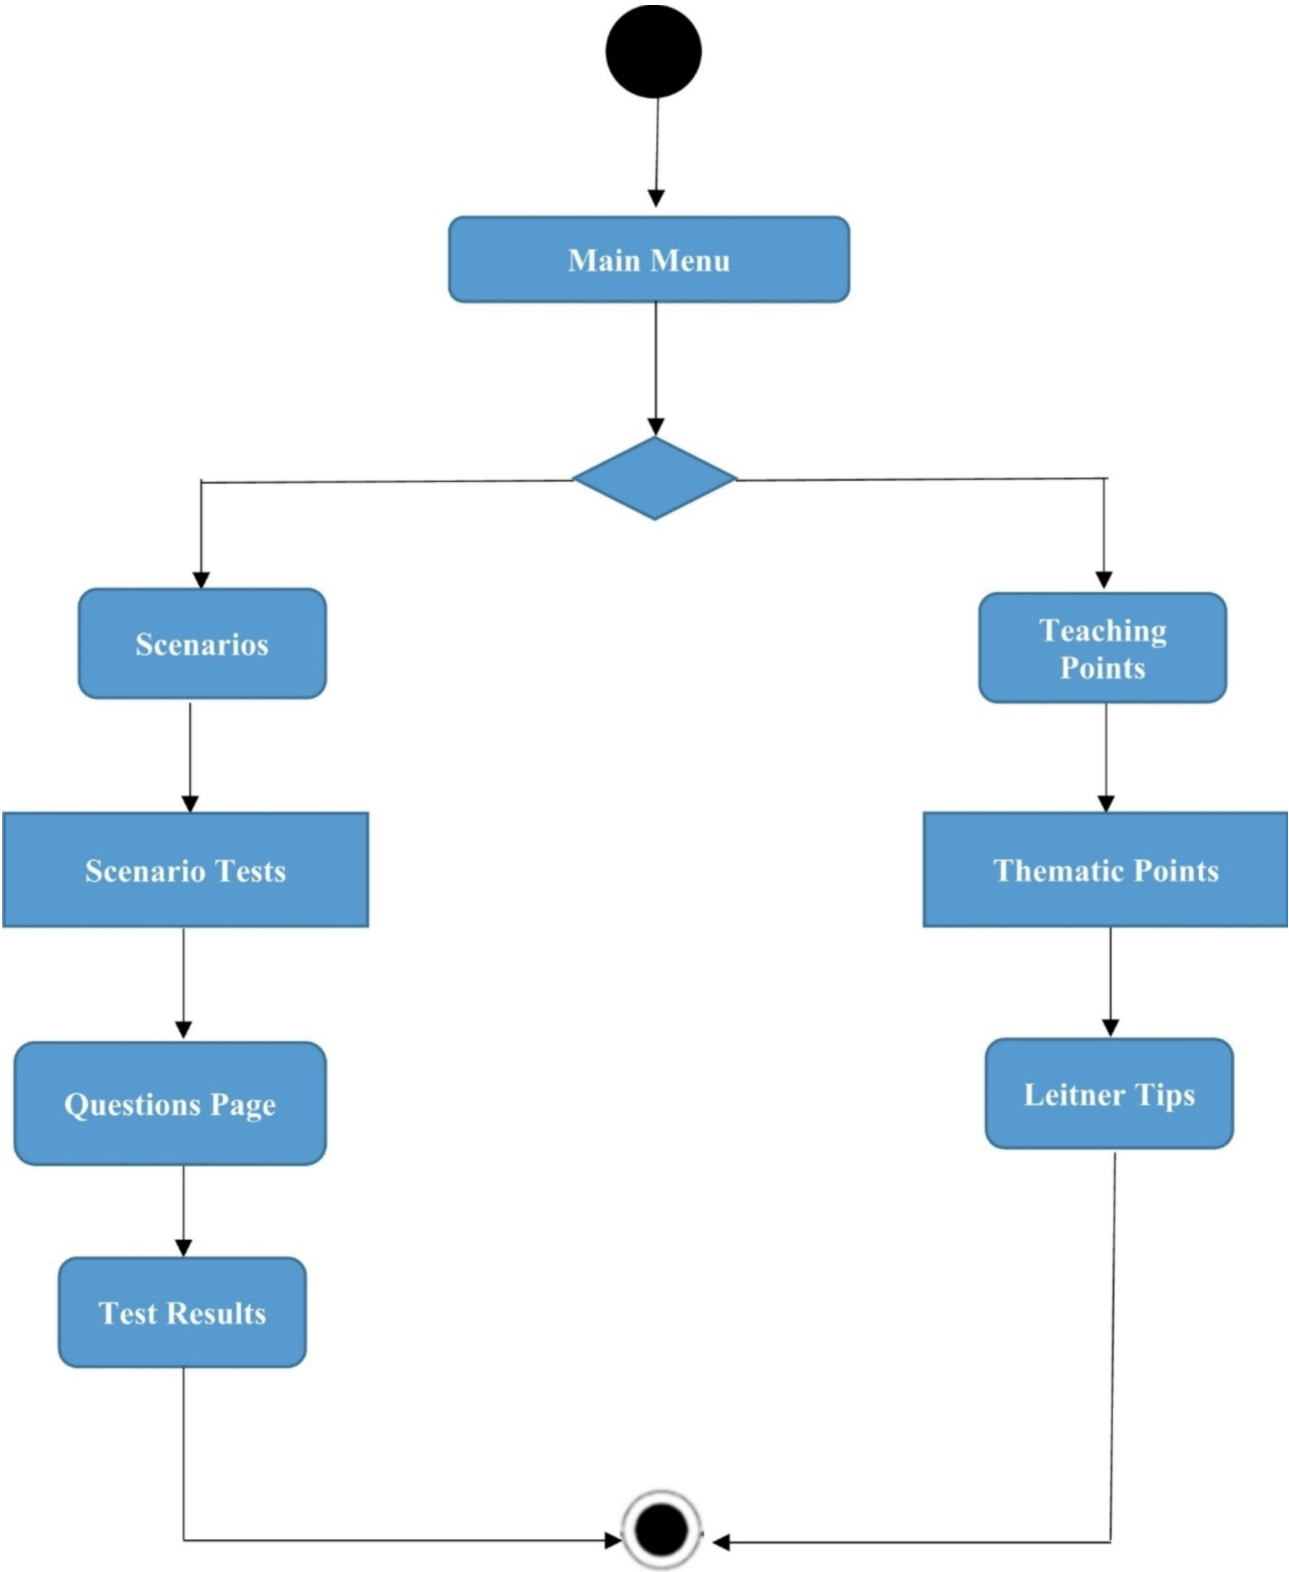 Main Menu
Scenarios
Teaching
Points
Scenario Tests
Thematic Points
Questions Page
Leitner Tips
Test Results